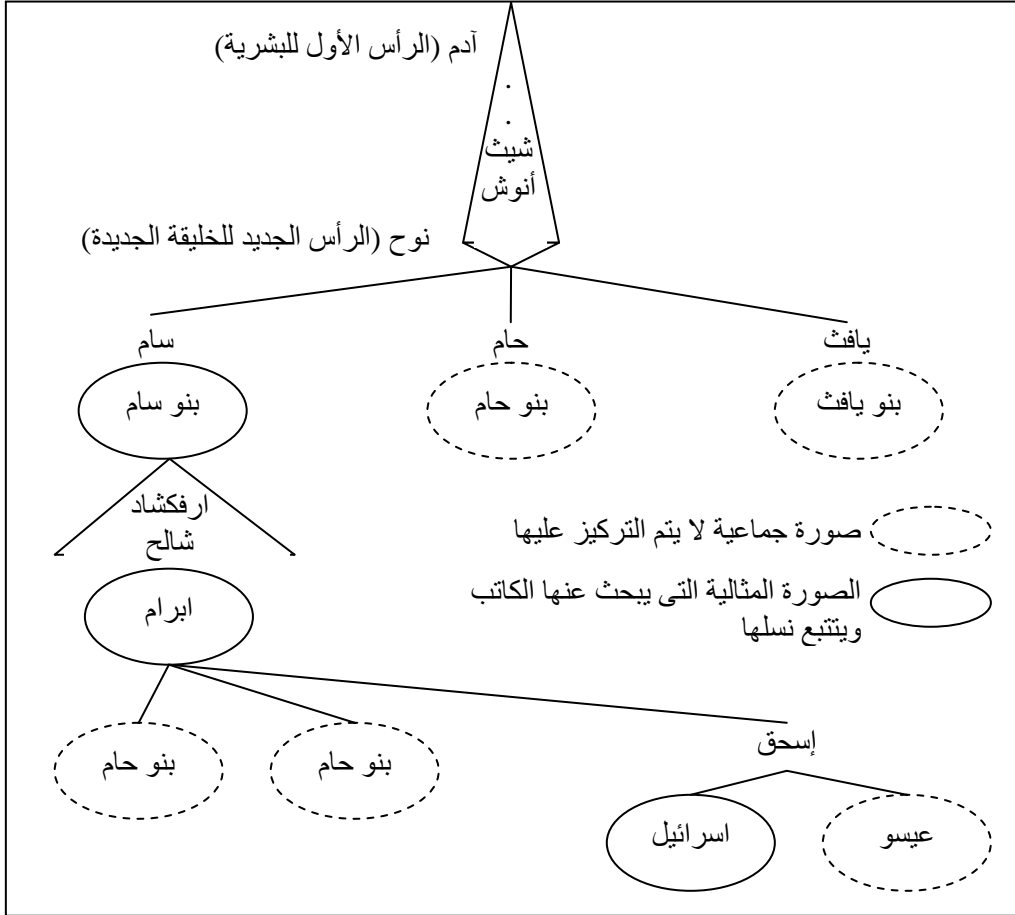 آدم (الرأس الأول للبشرية)
.
.
شيث
أنوش
نوح (الرأس الجديد للخليقة الجديدة)
يافث
حام
سام
بنو يافث
بنو حام
بنو سام
ارفكشاد
شالح
صورة جماعية لا يتم التركيز عليها
الصورة المثالية التى يبحث عنها الكاتب
ويتتبع نسلها
ابرام
إسحق
بنو حام
بنو حام
عيسو
اسرائيل